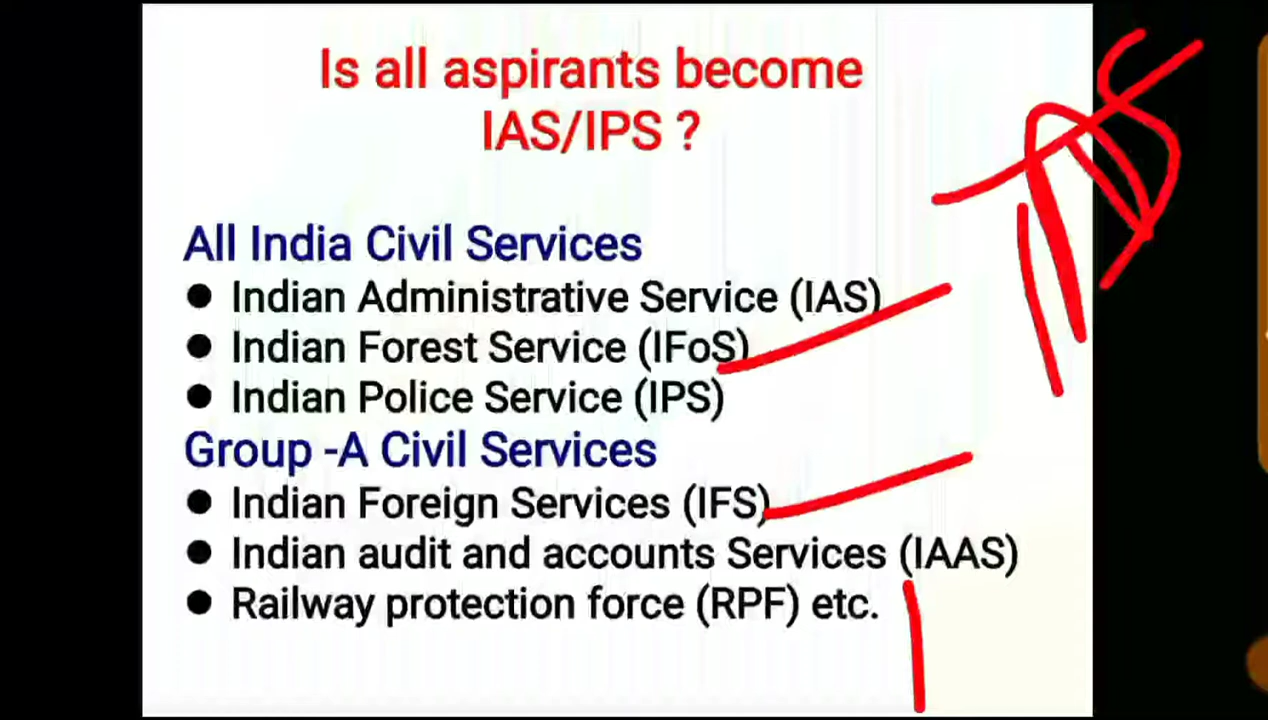 Is all aspirants become
IAS/IPS ?
All India Civil Services
● Indian Administrative Service (IAS)
● Indian Forest Service (IFoS)
● Indian Police Service (IPS)
Group -A Civil Services
● Indian Foreign Services (IFS)
● Indian audit and accounts Services (IAAS)
● Railway protection force (RPF) etc.